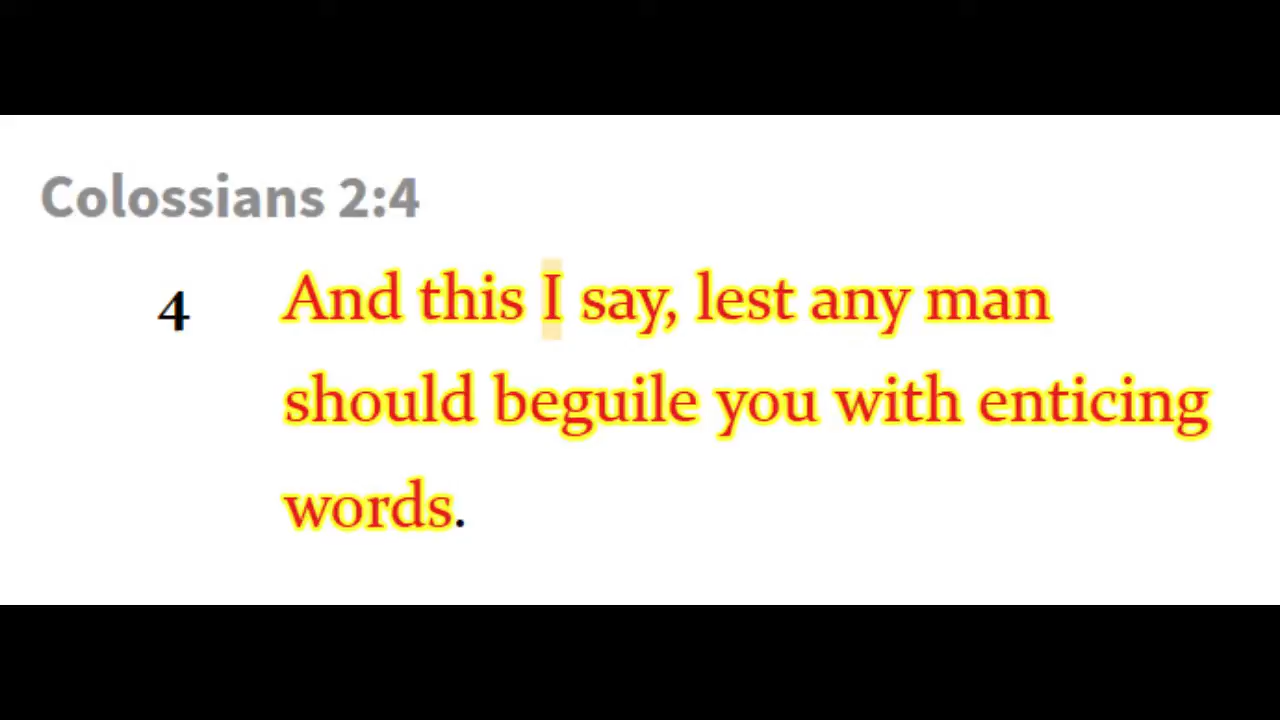 Colossians 2:4
4 And this I say, lest any man
should beguile you with enticing
words.